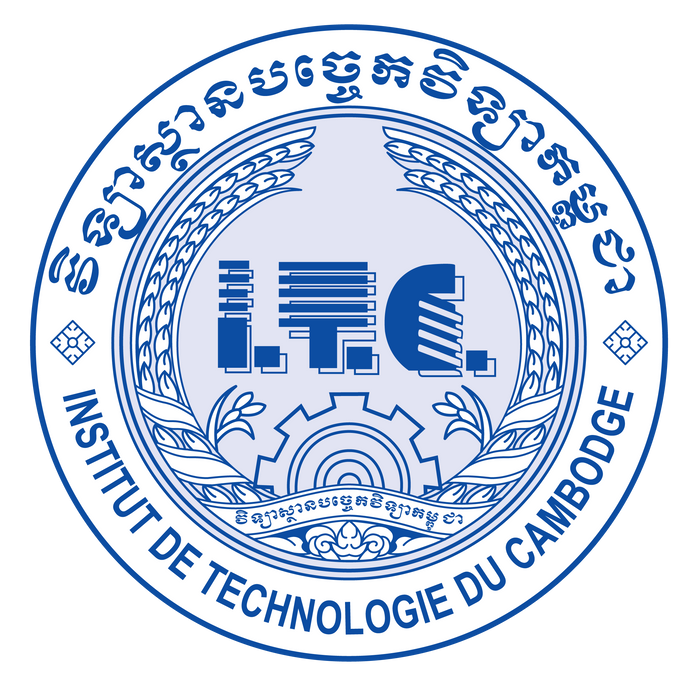 វិទ្យាស្ថានបច្ចេកវិទ្យាកម្ពុជា
I.T.C.
វិទ្យាស្ថានបច្ចេកវិទ្យាកម្ពុជា
INSTITUT DE TECHNOLOGIE DU CAMBODGE